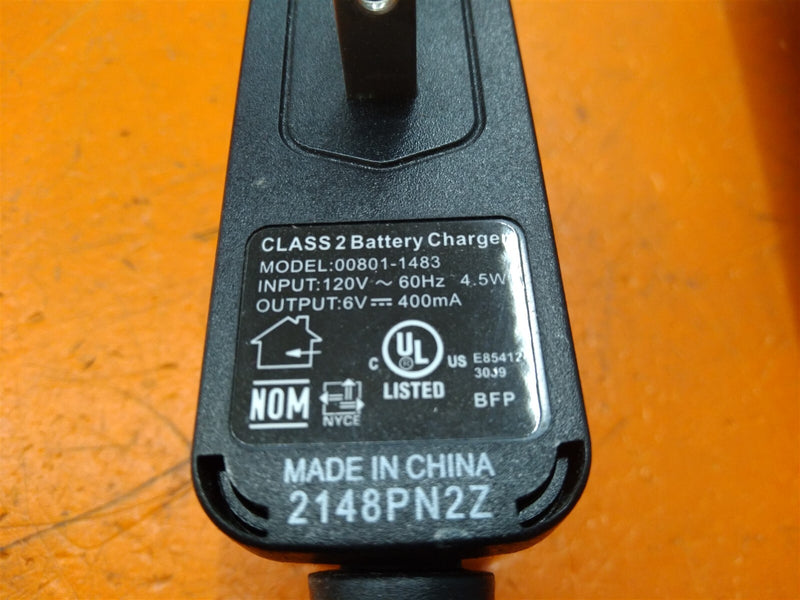 CLASS 2 Battery Charger
MODEL:00801-1483
INPUT:120V ~ 60Hz 4.5W
OUTPUT:6V ⎓ 400mA
C UL US
®
LISTED
E85412
30J9
NOM
NYCE
BFP
MADE IN CHINA
2148PN2Z